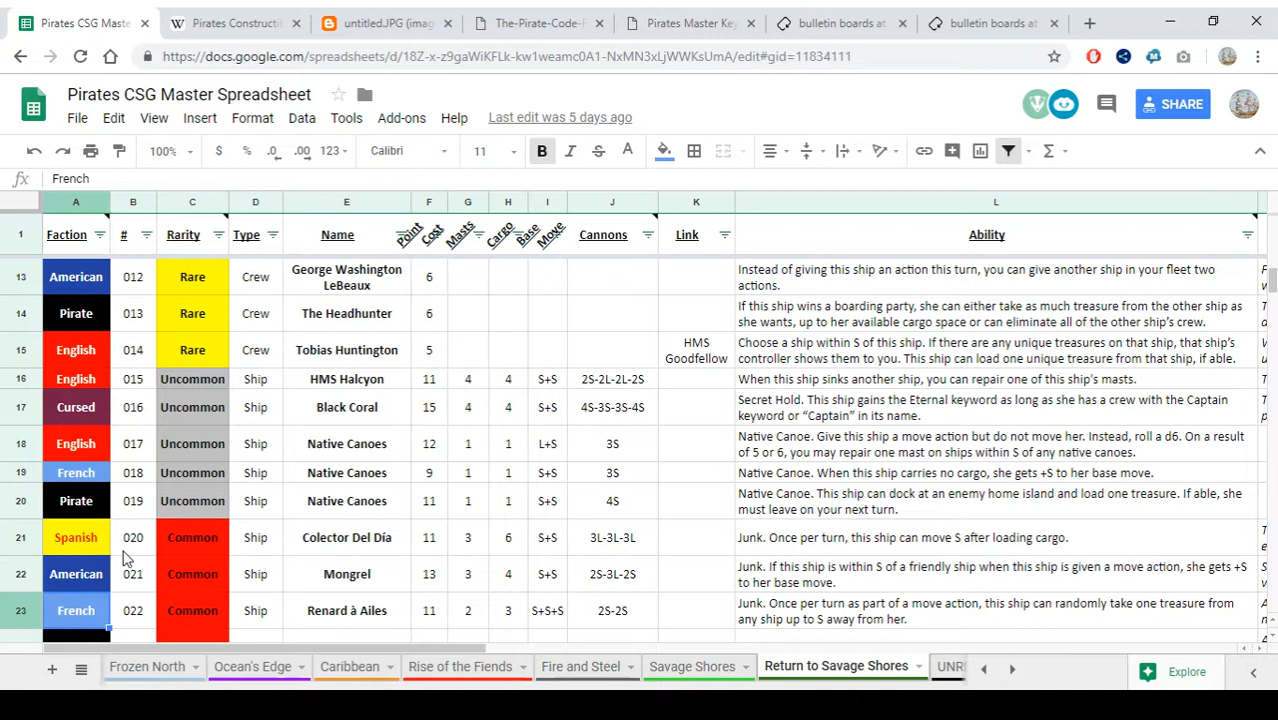 Pirates CSG Mast
Pirates Constructi
untitled.JPG (imag
The-Pirate-Code-F
Pirates Master Ke
bulletin boards at
bulletin boards at
https://docs.google.com/spreadsheets/d/18Z-x-z9gaWiKFLk-kw1weamc0A1-NxMN3xLjWWKsUmA/edit#gid=11834111
Pirates CSG Master Spreadsheet
SHARE
File Edit View Insert Format Data Tools Add-ons Help Last edit was 5 days ago
100% $ % .0 .00 123 Calibri 11 B I S A
fx French
A B C D E F G H I J K L
1 Faction # Rarity Type Name Point Cost Masts Cargo Base Move Cannons Link Ability
13 American 012 Rare Crew George Washington LeBeaux 6 Instead of giving this ship an action this turn, you can give another ship in your fleet two
actions.
14 Pirate 013 Rare Crew The Headhunter 6 If this ship wins a boarding party, she can either take as much treasure from the other ship as
she wants, up to her available cargo space or can eliminate all of the other ship's crew.
15 English 014 Rare Crew Tobias Huntington 5 HMS Goodfellow Choose a ship within S of this ship. If there are any unique treasures on that ship, that ship's
controller shows them to you. This ship can load one unique treasure from that ship, if able.
16 English 015 Uncommon Ship HMS Halcyon 11 4 4 S+S 2S-2L-2L-2S When this ship sinks another ship, you can repair one of this ship's masts.
17 Cursed 016 Uncommon Ship Black Coral 15 4 4 S+S 4S-3S-3S-4S Secret Hold. This ship gains the Eternal keyword as long as she has a crew with the Captain
keyword or "Captain" in its name.
18 English 017 Uncommon Ship Native Canoes 12 1 1 L+S 3S Native Canoe. Give this ship a move action but do not move her. Instead, roll a d6. On a result
of 5 or 6, you may repair one mast on ships within S of any native canoes.
19 French 018 Uncommon Ship Native Canoes 9 1 1 S+S 3S Native Canoe. When this ship carries no cargo, she gets +S to her base move.
20 Pirate 019 Uncommon Ship Native Canoes 11 1 1 S+S 4S Native Canoe. This ship can dock at an enemy home island and load one treasure. If able, she
must leave on your next turn.
21 Spanish 020 Common Ship Colector Del Día 11 3 6 S+S 3L-3L-3L Junk. Once per turn, this ship can move S after loading cargo.
22 American 021 Common Ship Mongrel 13 3 4 S+S 2S-3L-2S Junk. If this ship is within S of a friendly ship when this ship is given a move action, she gets +S
to her base move.
23 French 022 Common Ship Renard à Ailes 11 2 3 S+S+S 2S-2S Junk. Once per turn as part of a move action, this ship can randomly take one treasure from
any ship up to S away from her.
Frozen North Ocean's Edge Caribbean Rise of the Fiends Fire and Steel Savage Shores Return to Savage Shores UNR
Explore